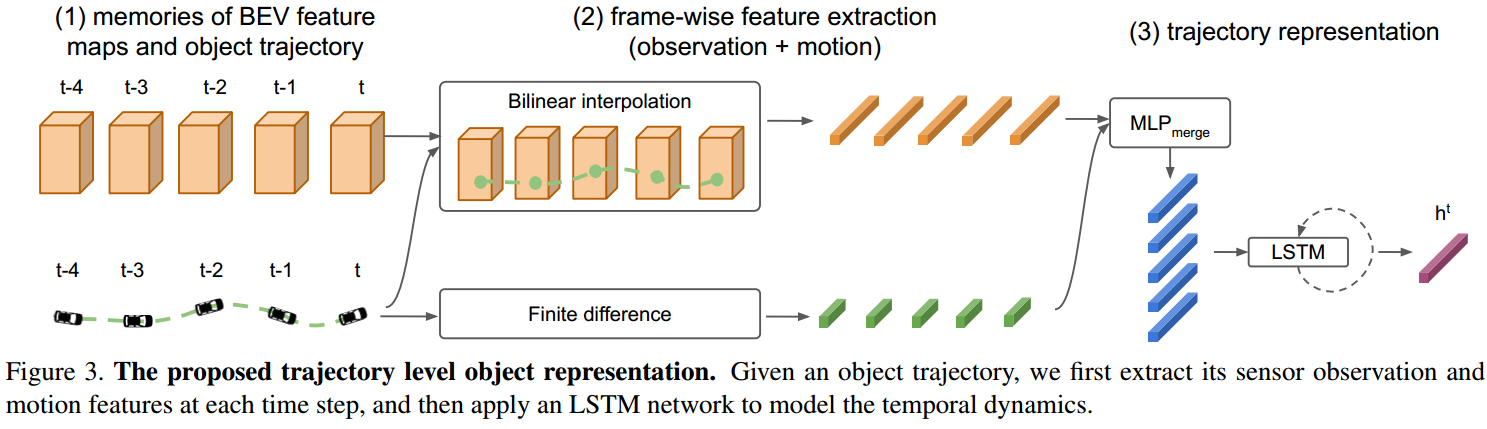 (1) memories of BEV feature
maps and object trajectory
(2) frame-wise feature extraction
(observation + motion)
(3) trajectory representation
t-4 t-3 t-2 t-1 t
Bilinear interpolation
MLPmerge
t-4 t-3 t-2 t-1 t
Finite difference
LSTM
ht
Figure 3. The proposed trajectory level object representation. Given an object trajectory, we first extract its sensor observation and
motion features at each time step, and then apply an LSTM network to model the temporal dynamics.